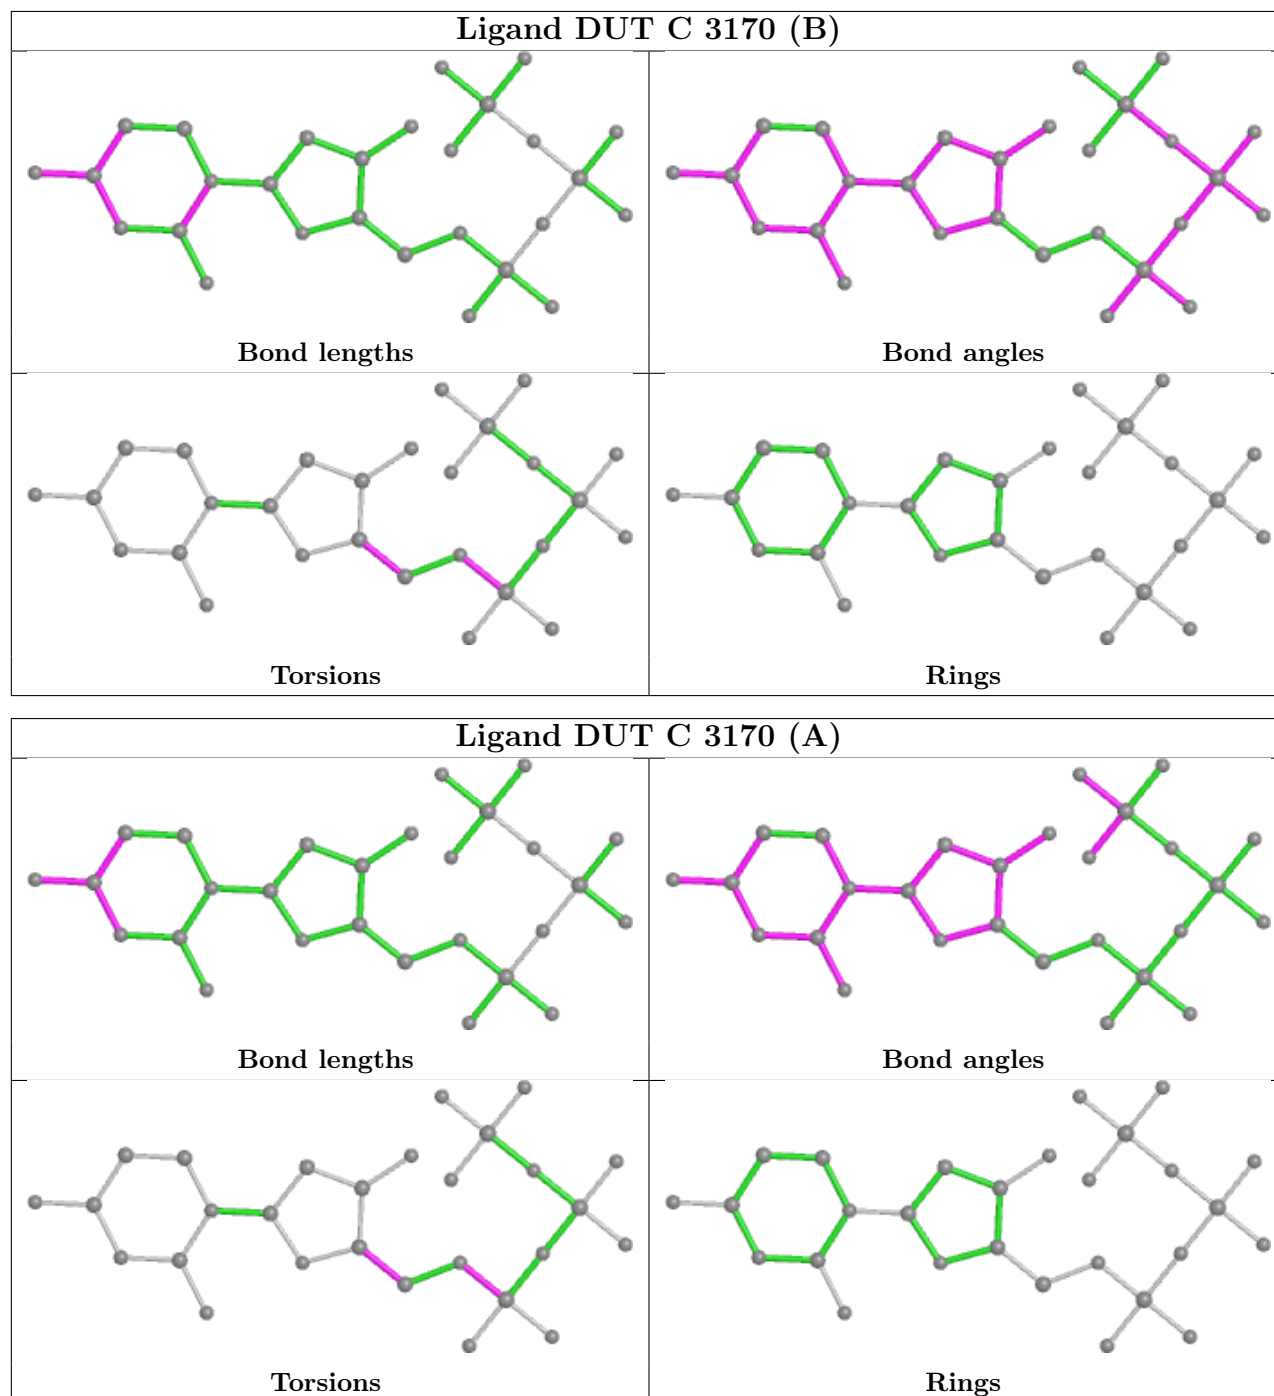 Ligand DUT C 3170 (B)
Bond lengths
Bond angles
Torsions
Rings
Ligand DUT C 3170 (A)
Bond lengths
Bond angles
Torsions
Rings